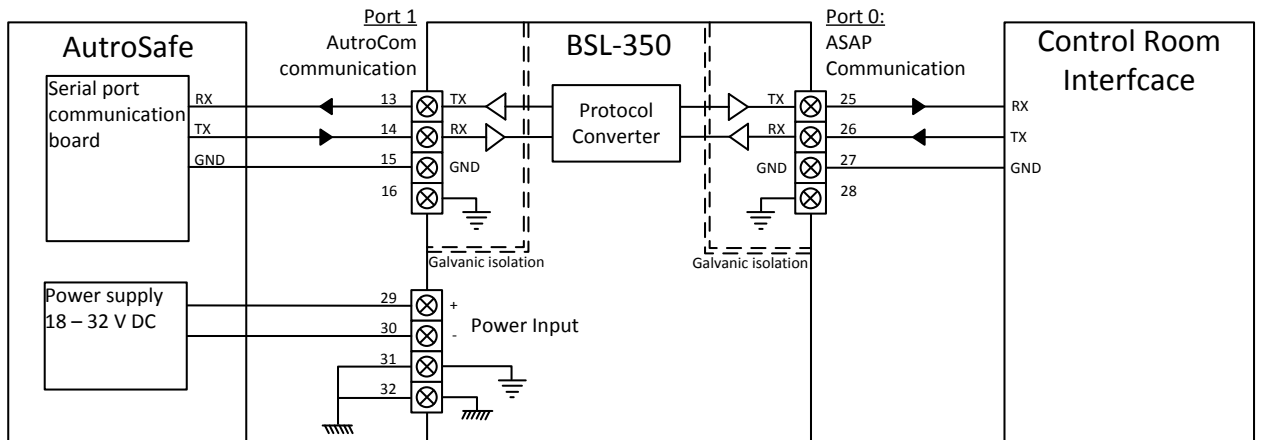 AutroSafe
Serial port
communication
board
RX
TX
GND
Power supply
18 – 32 V DC
Port 1
AutroCom
communication
13
14
15
16
29
30
31
32
BSL-350
TX
RX
GND
Galvanic isolation
Protocol
Converter
TX
RX
GND
Galvanic isolation
+
-
Power Input
Port 0:
ASAP
Communication
25
26
27
28
Control Room
Interfcace
RX
TX
GND